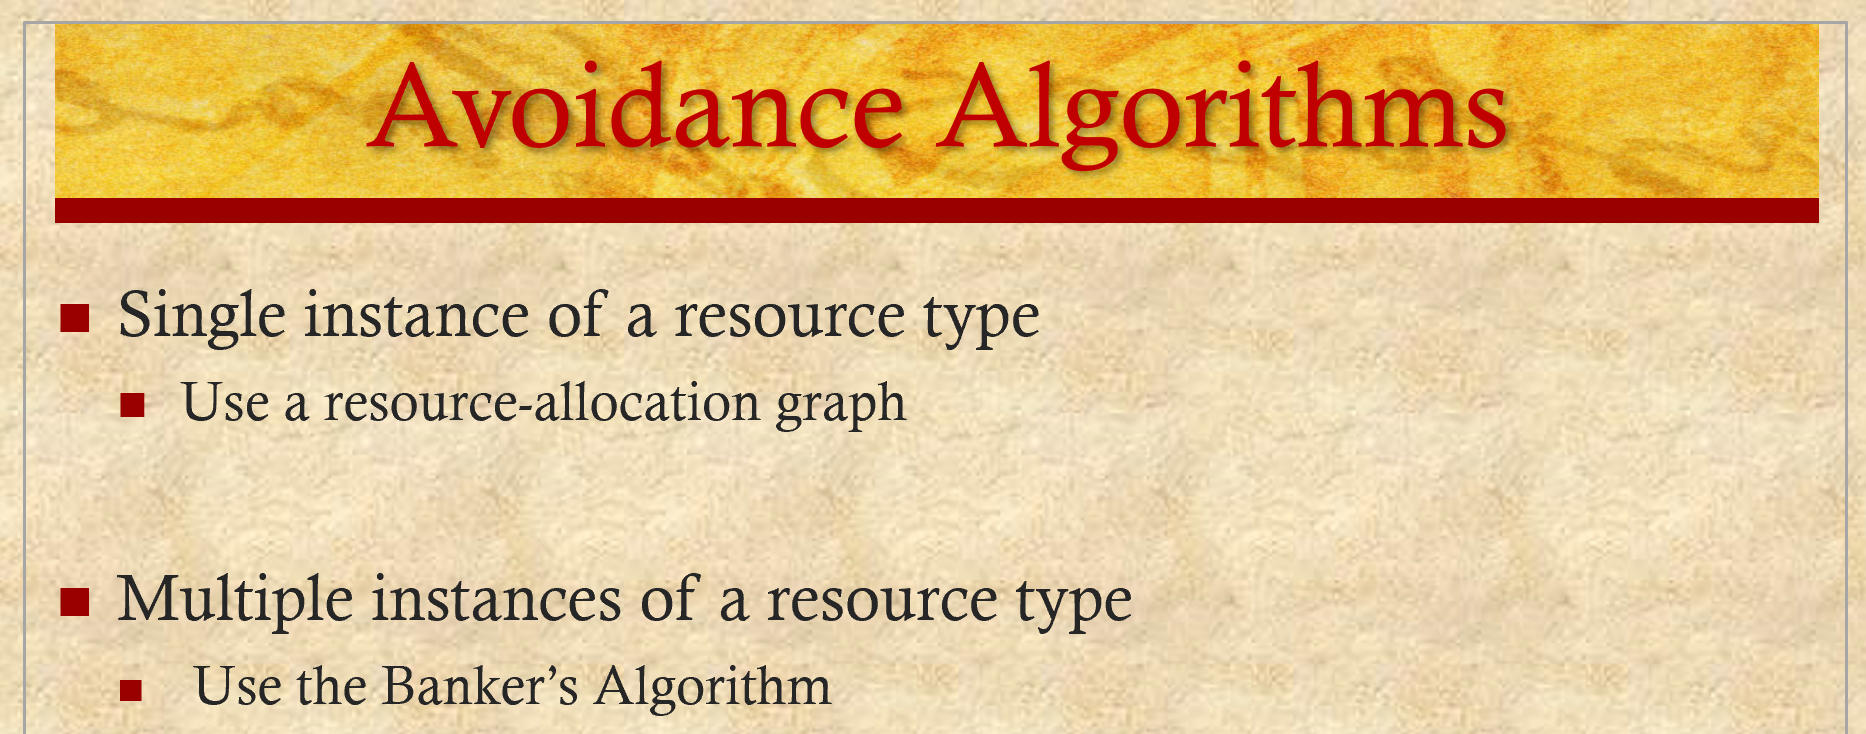 Avoidance Algorithms
Single instance of a resource type
Use a resource-allocation graph
Multiple instances of a resource type
Use the Banker’s Algorithm